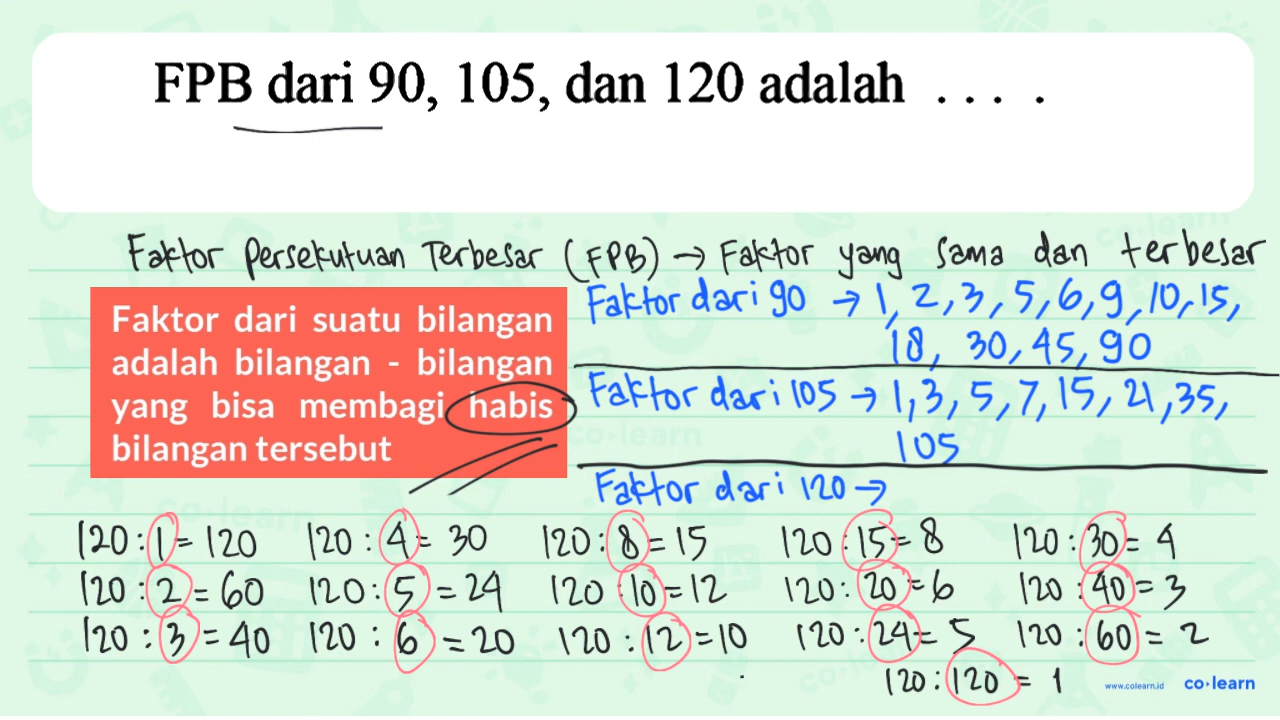 FPB dari 90, 105, dan 120 adalah . . . .
Faktor Persekutuan Terbesar (FPB) → Faktor yang sama dan terbesar
Faktor dari suatu bilangan
adalah bilangan - bilangan
yang bisa membagi habis
bilangan tersebut
Faktor dari 90 → 1, 2, 3, 5, 6, 9, 10, 15,
18, 30, 45, 90
Faktor dari 105 → 1, 3, 5, 7, 15, 21, 35,
105
Faktor dari 120 →
120 : 1 = 120 120 : 4 = 30 120 : 8 = 15 120 : 15 = 8 120 : 30 = 4
120 : 2 = 60 120 : 5 = 24 120 : 10 = 12 120 : 20 = 6 120 : 40 = 3
120 : 3 = 40 120 : 6 = 20 120 : 12 = 10 120 : 24 = 5 120 : 60 = 2
120 : 120 = 1
www.colearn.id co·learn